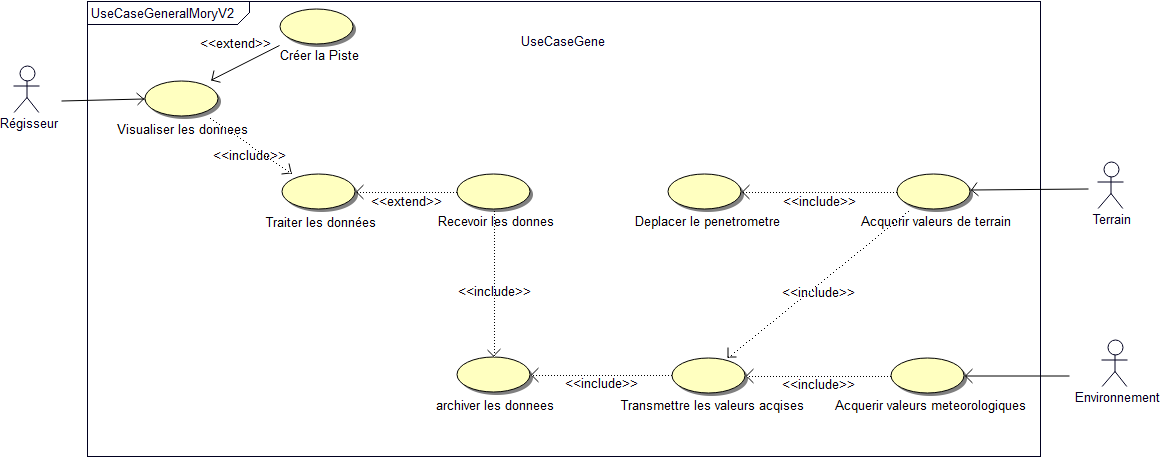 UseCaseGeneralMoryV2
UseCaseGene
<<extend>>
Créer la Piste
Régisseur
Visualiser les donnees
<<include>>
Traiter les données
<<extend>>
Recevoir les donnes
Deplacer le penetrometre
<<include>>
Acquerir valeurs de terrain
Terrain
<<include>>
<<include>>
archiver les donnees
<<include>>
Transmettre les valeurs acqises
<<include>>
Acquerir valeurs meteorologiques
Environnement